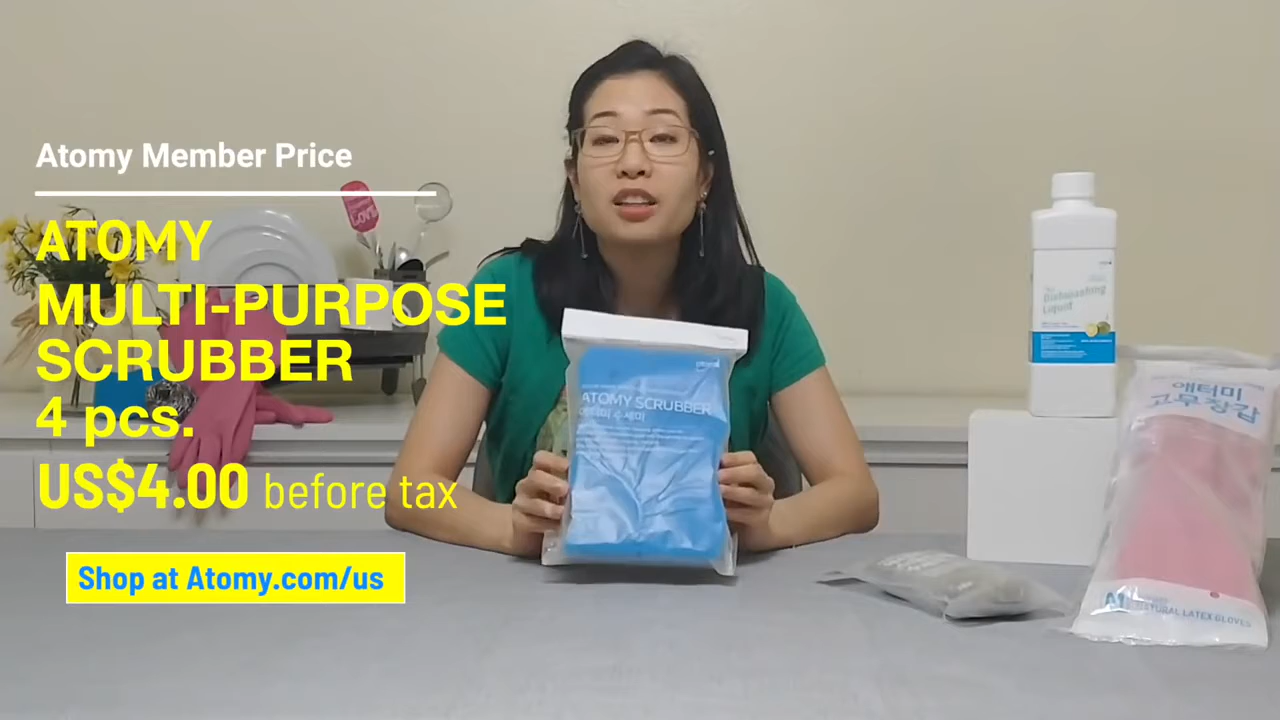 Atomy Member Price
ATOMY
MULTI-PURPOSE
SCRUBBER
4 pcs.
US$4.00 before tax
Shop at Atomy.com/us
ATOMY SCRUBBER
애터미 수세미
Dishwashing
Liquid
애터미
고무장갑
NATURAL LATEX GLOVES